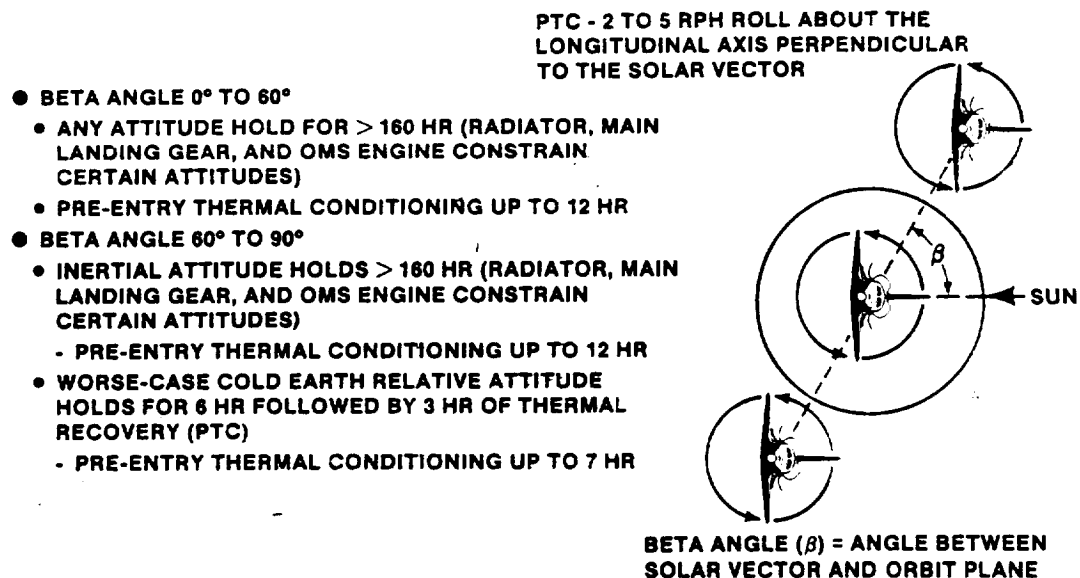 PTC - 2 TO 5 RPH ROLL ABOUT THE
LONGITUDINAL AXIS PERPENDICULAR
TO THE SOLAR VECTOR
● BETA ANGLE 0° TO 60°
● ANY ATTITUDE HOLD FOR > 160 HR (RADIATOR, MAIN
LANDING GEAR, AND OMS ENGINE CONSTRAIN
CERTAIN ATTITUDES)
● PRE-ENTRY THERMAL CONDITIONING UP TO 12 HR
● BETA ANGLE 60° TO 90°
● INERTIAL ATTITUDE HOLDS > 160 HR (RADIATOR, MAIN
LANDING GEAR, AND OMS ENGINE CONSTRAIN
CERTAIN ATTITUDES)
- PRE-ENTRY THERMAL CONDITIONING UP TO 12 HR
● WORSE-CASE COLD EARTH RELATIVE ATTITUDE
HOLDS FOR 6 HR FOLLOWED BY 3 HR OF THERMAL
RECOVERY (PTC)
- PRE-ENTRY THERMAL CONDITIONING UP TO 7 HR
β
SUN
BETA ANGLE (β) = ANGLE BETWEEN
SOLAR VECTOR AND ORBIT PLANE